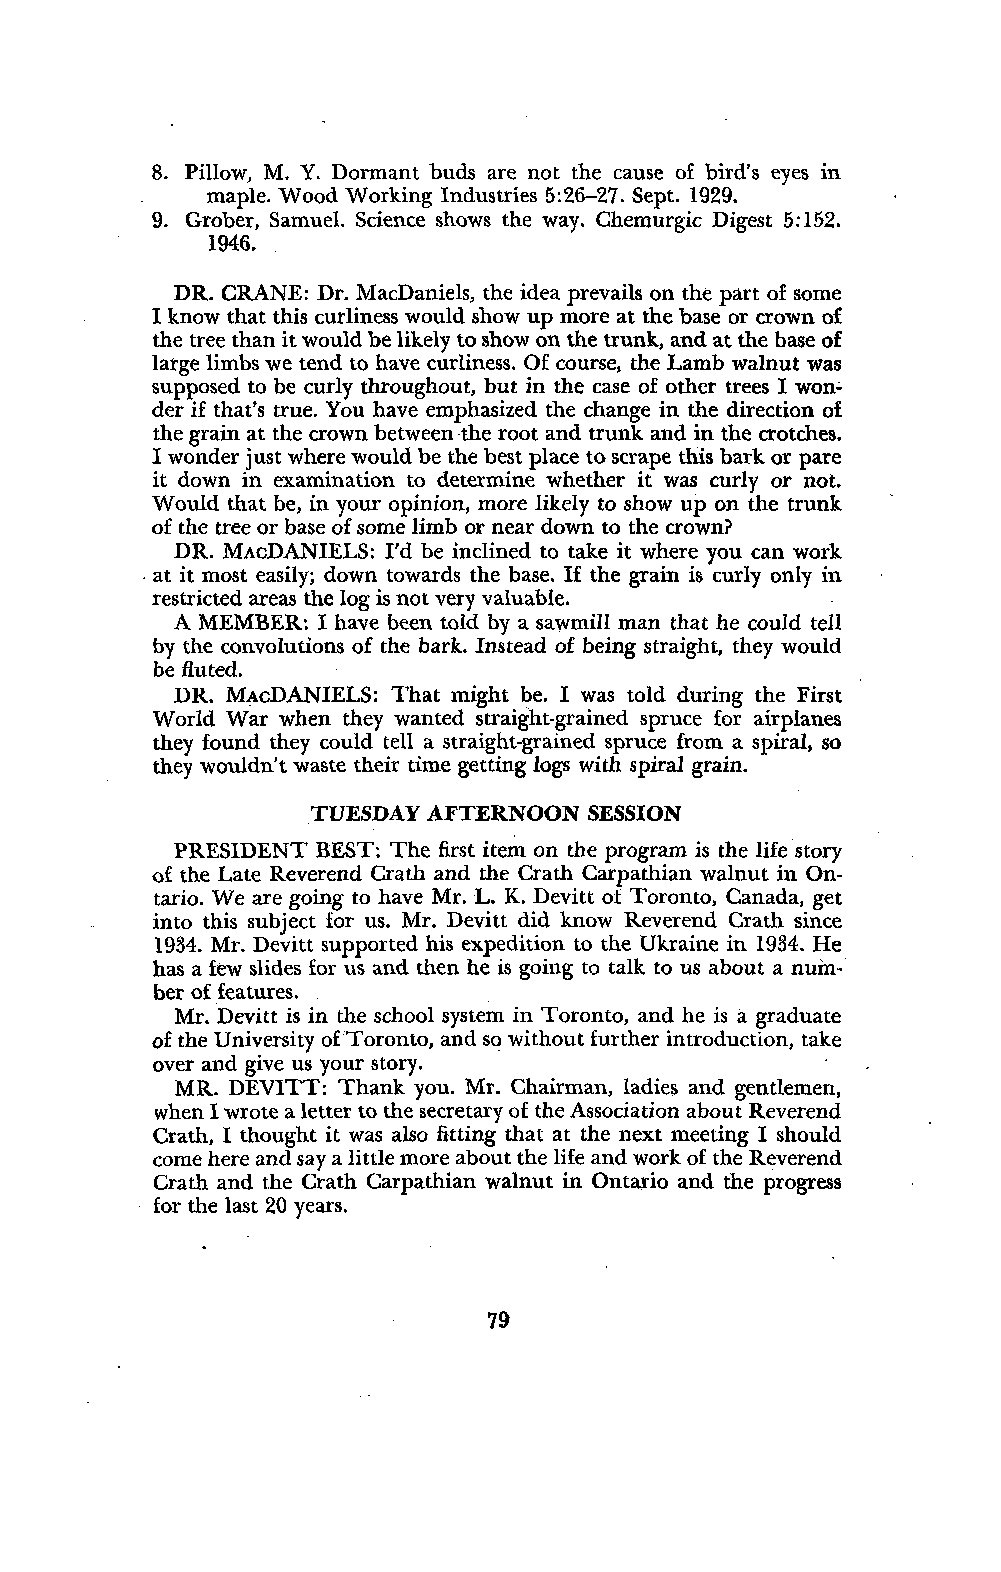 8. Pillow, M. Y. Dormant buds are not the cause of bird's eyes in
maple. Wood Working Industries 5:26–27. Sept. 1929.
9. Grober, Samuel. Science shows the way. Chemurgic Digest 5:152.
1946.
DR. CRANE: Dr. MacDaniels, the idea prevails on the part of some
I know that this curliness would show up more at the base or crown of
the tree than it would be likely to show on the trunk, and at the base of
large limbs we tend to have curliness. Of course, the Lamb walnut was
supposed to be curly throughout, but in the case of other trees I won-
der if that's true. You have emphasized the change in the direction of
the grain at the crown between the root and trunk and in the crotches.
I wonder just where would be the best place to scrape this bark or pare
it down in examination to determine whether it was curly or not.
Would that be, in your opinion, more likely to show up on the trunk
of the tree or base of some limb or near down to the crown?
DR. MACDANIELS: I'd be inclined to take it where you can work
at it most easily; down towards the base. If the grain is curly only in
restricted areas the log is not very valuable.
A MEMBER: I have been told by a sawmill man that he could tell
by the convolutions of the bark. Instead of being straight, they would
be fluted.
DR. MACDANIELS: That might be. I was told during the First
World War when they wanted straight-grained spruce for airplanes
they found they could tell a straight-grained spruce from a spiral, so
they wouldn't waste their time getting logs with spiral grain.
TUESDAY AFTERNOON SESSION
PRESIDENT BEST: The first item on the program is the life story
of the Late Reverend Crath and the Crath Carpathian walnut in On-
tario. We are going to have Mr. L. K. Devitt of Toronto, Canada, get
into this subject for us. Mr. Devitt did know Reverend Crath since
1934. Mr. Devitt supported his expedition to the Ukraine in 1934. He
has a few slides for us and then he is going to talk to us about a num-
ber of features.
Mr. Devitt is in the school system in Toronto, and he is a graduate
of the University of Toronto, and so without further introduction, take
over and give us your story.
MR. DEVITT: Thank you. Mr. Chairman, ladies and gentlemen,
when I wrote a letter to the secretary of the Association about Reverend
Crath, I thought it was also fitting that at the next meeting I should
come here and say a little more about the life and work of the Reverend
Crath and the Crath Carpathian walnut in Ontario and the progress
for the last 20 years.
79